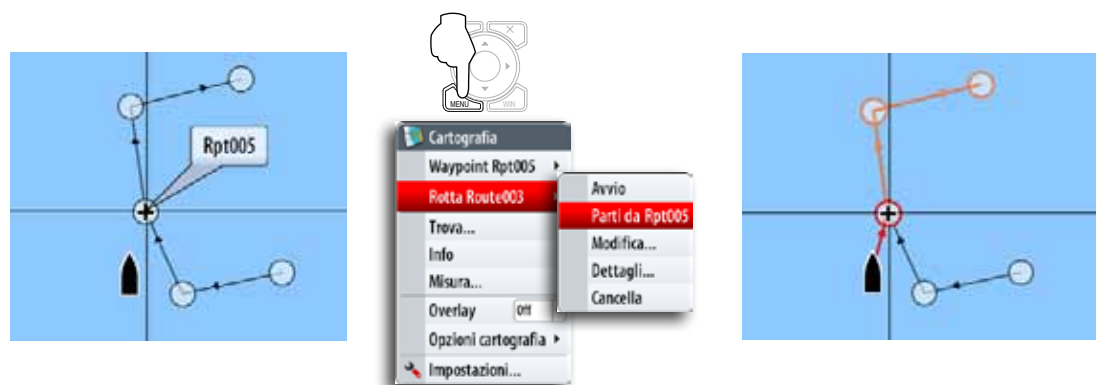 Rpt005
MENU
WIN
Cartografia
Waypoint Rpt005
Rotta Route003
Trova...
Info
Misura...
Overlay Off
Opzioni cartografia
Impostazioni...
Avvio
Parti da Rpt005
Modifica...
Dettagli...
Cancella